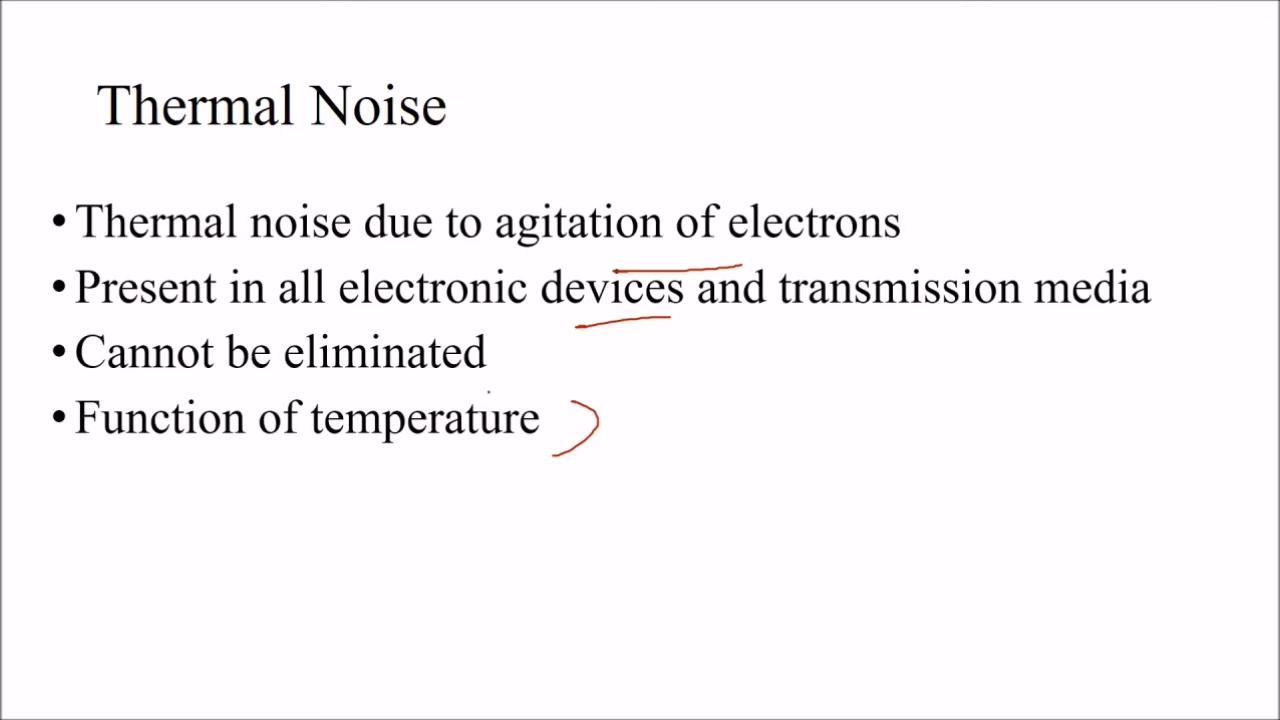 Thermal Noise
• Thermal noise due to agitation of electrons
• Present in all electronic devices and transmission media
• Cannot be eliminated
• Function of temperature